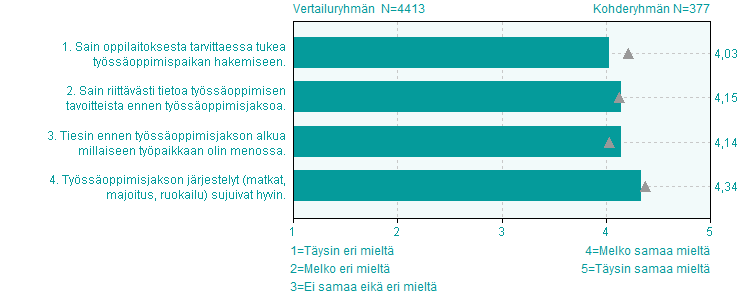 Vertailuryhmän N=4413 Kohderyhmän N=377
1. Sain oppilaitoksesta tarvittaessa tukea
työssäoppimispaikan hakemiseen.
4,03
2. Sain riittävästi tietoa työssäoppimisen
tavoitteista ennen työssäoppimisjaksoa.
4,15
3. Tiesin ennen työssäoppimisjakson alkua
millaiseen työpaikkaan olin menossa.
4,14
4. Työssäoppimisjakson järjestelyt (matkat,
majoitus, ruokailu) sujuivat hyvin.
4,34
1 2 3 4 5
1=Täysin eri mieltä 4=Melko samaa mieltä
2=Melko eri mieltä 5=Täysin samaa mieltä
3=Ei samaa eikä eri mieltä